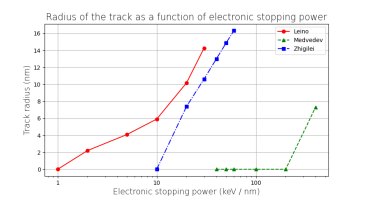 Radius of the track as a function of electronic stopping power
Track radius (nm)
16
14
12
10
8
6
4
2
0
1
10
100
Electronic stopping power (keV / nm)
Leino
Medvedev
Zhigilei